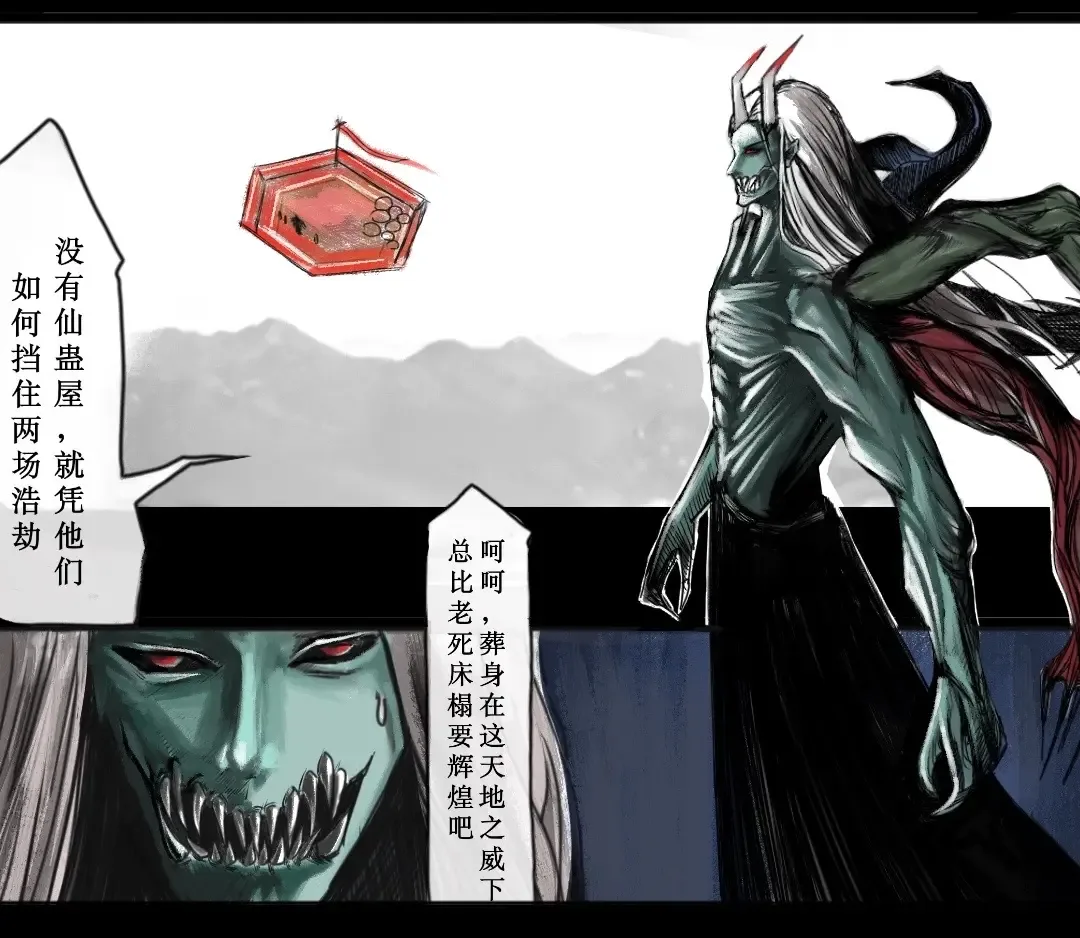 没有仙蛊屋，就凭他们
如何挡住两场浩劫
呵呵，葬身在这天地之威下
总比老死床榻要辉煌吧